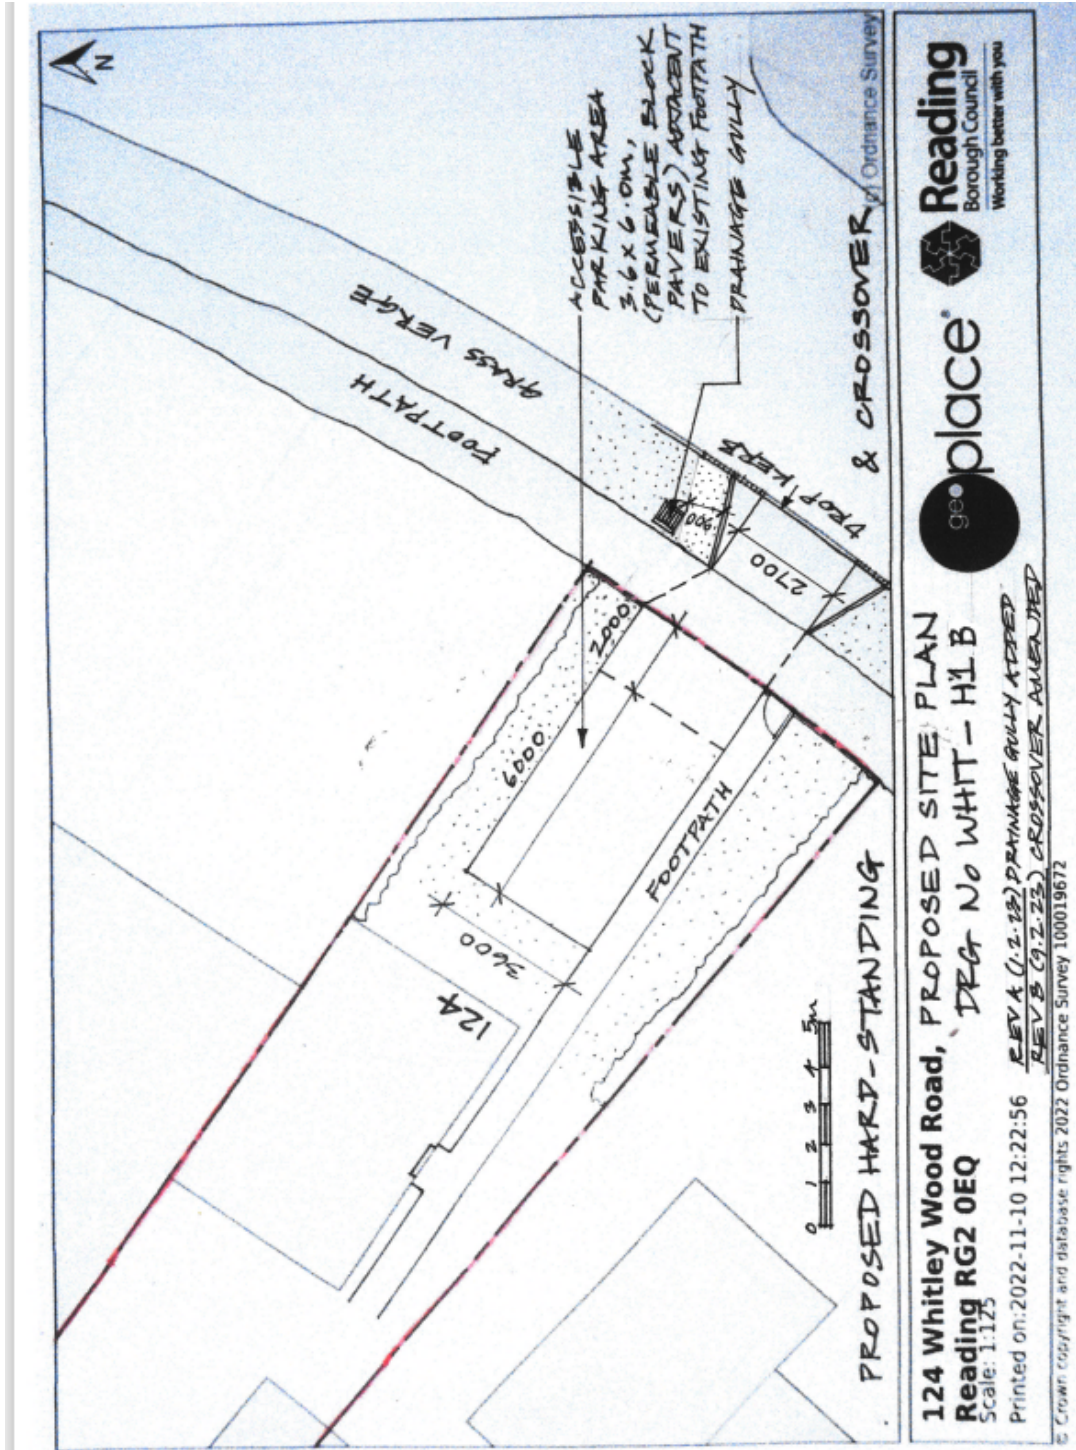 N
GRASS VERGE
FOOTPATH
ACCESSIBLE
PARKING AREA
3.6 x 6.0m,
(PERMEABLE BLOCK
PAVERS) ADJACENT
TO EXISTING FOOTPATH
DRAINAGE GULLY
DROP KERB
& CROSSOVER
900
2700
2000
6000
3600
124
FOOTPATH
0 1 2 3 4 5m
PROPOSED HARD-STANDING
(c) Ordnance Survey
124 Whitley Wood Road, PROPOSED SITE PLAN
Reading RG2 0EQ
DRG No WHIT - H1 B
Scale: 1:125
Printed on:2022-11-10 12:22:56
REV A (1.2.23) DRAINAGE GULLY ADDED
REV B (9.2.23) CROSSOVER AMENDED
geoplace®
Reading
Borough Council
Working better with you
© Crown copyright and database rights 2022 Ordnance Survey 100019672